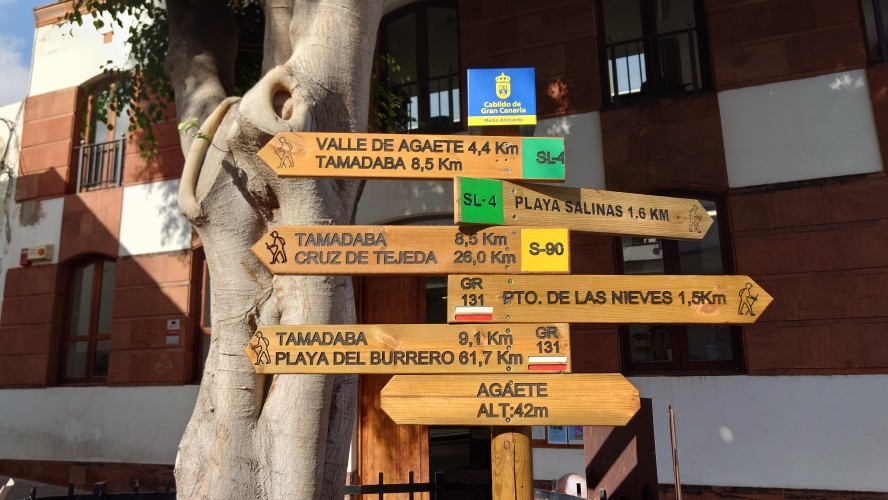 Cabildo de
Gran Canaria
Medio Ambiente
VALLE DE AGAETE 4,4 Km
TAMADABA 8,5 Km
SL-4
SL-4
PLAYA SALINAS 1.6 KM
TAMADABA 8,5 Km
CRUZ DE TEJEDA 26,0 Km
S-90
GR
131
PTO. DE LAS NIEVES 1,5Km
TAMADABA 9,1 Km
PLAYA DEL BURRERO 61,7 Km
GR
131
AGAETE
ALT:42m